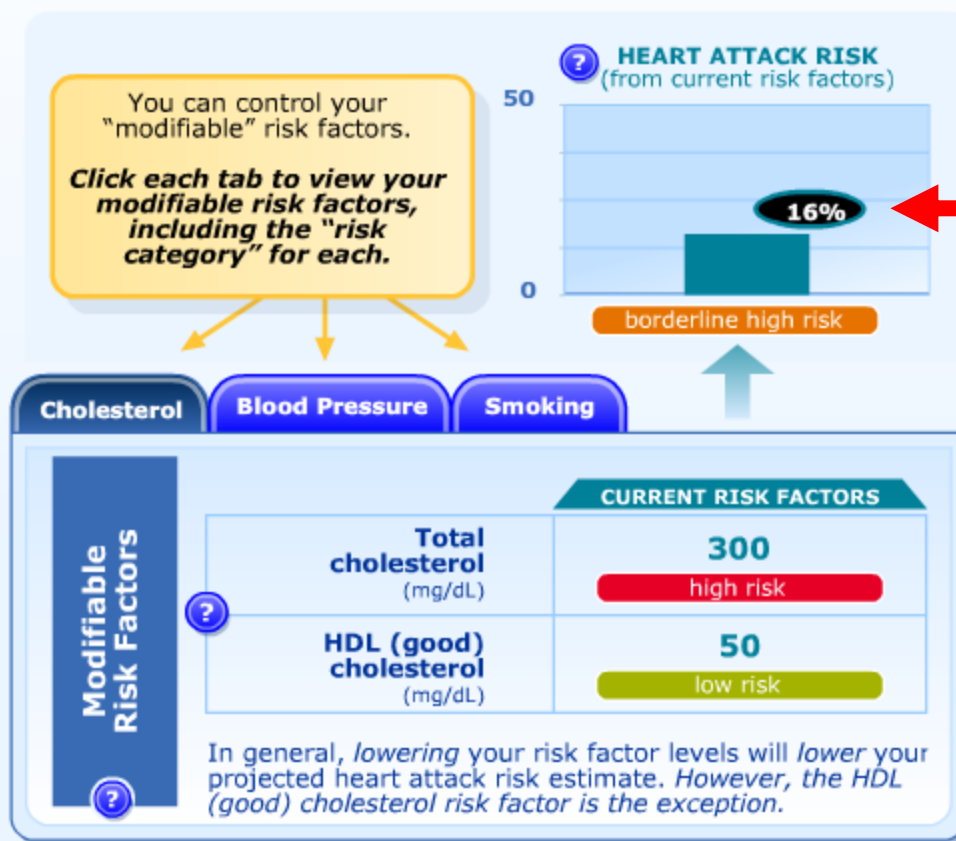 You can control your
“modifiable” risk factors.
Click each tab to view your
modifiable risk factors,
including the “risk
category” for each.
? HEART ATTACK RISK
(from current risk factors)
50
16%
0
borderline high risk
Cholesterol
Blood Pressure
Smoking
Modifiable
Risk Factors
?
CURRENT RISK FACTORS
Total
cholesterol
(mg/dL)
300
high risk
?
HDL (good)
cholesterol
(mg/dL)
50
low risk
In general, lowering your risk factor levels will lower your
projected heart attack risk estimate. However, the HDL
(good) cholesterol risk factor is the exception.